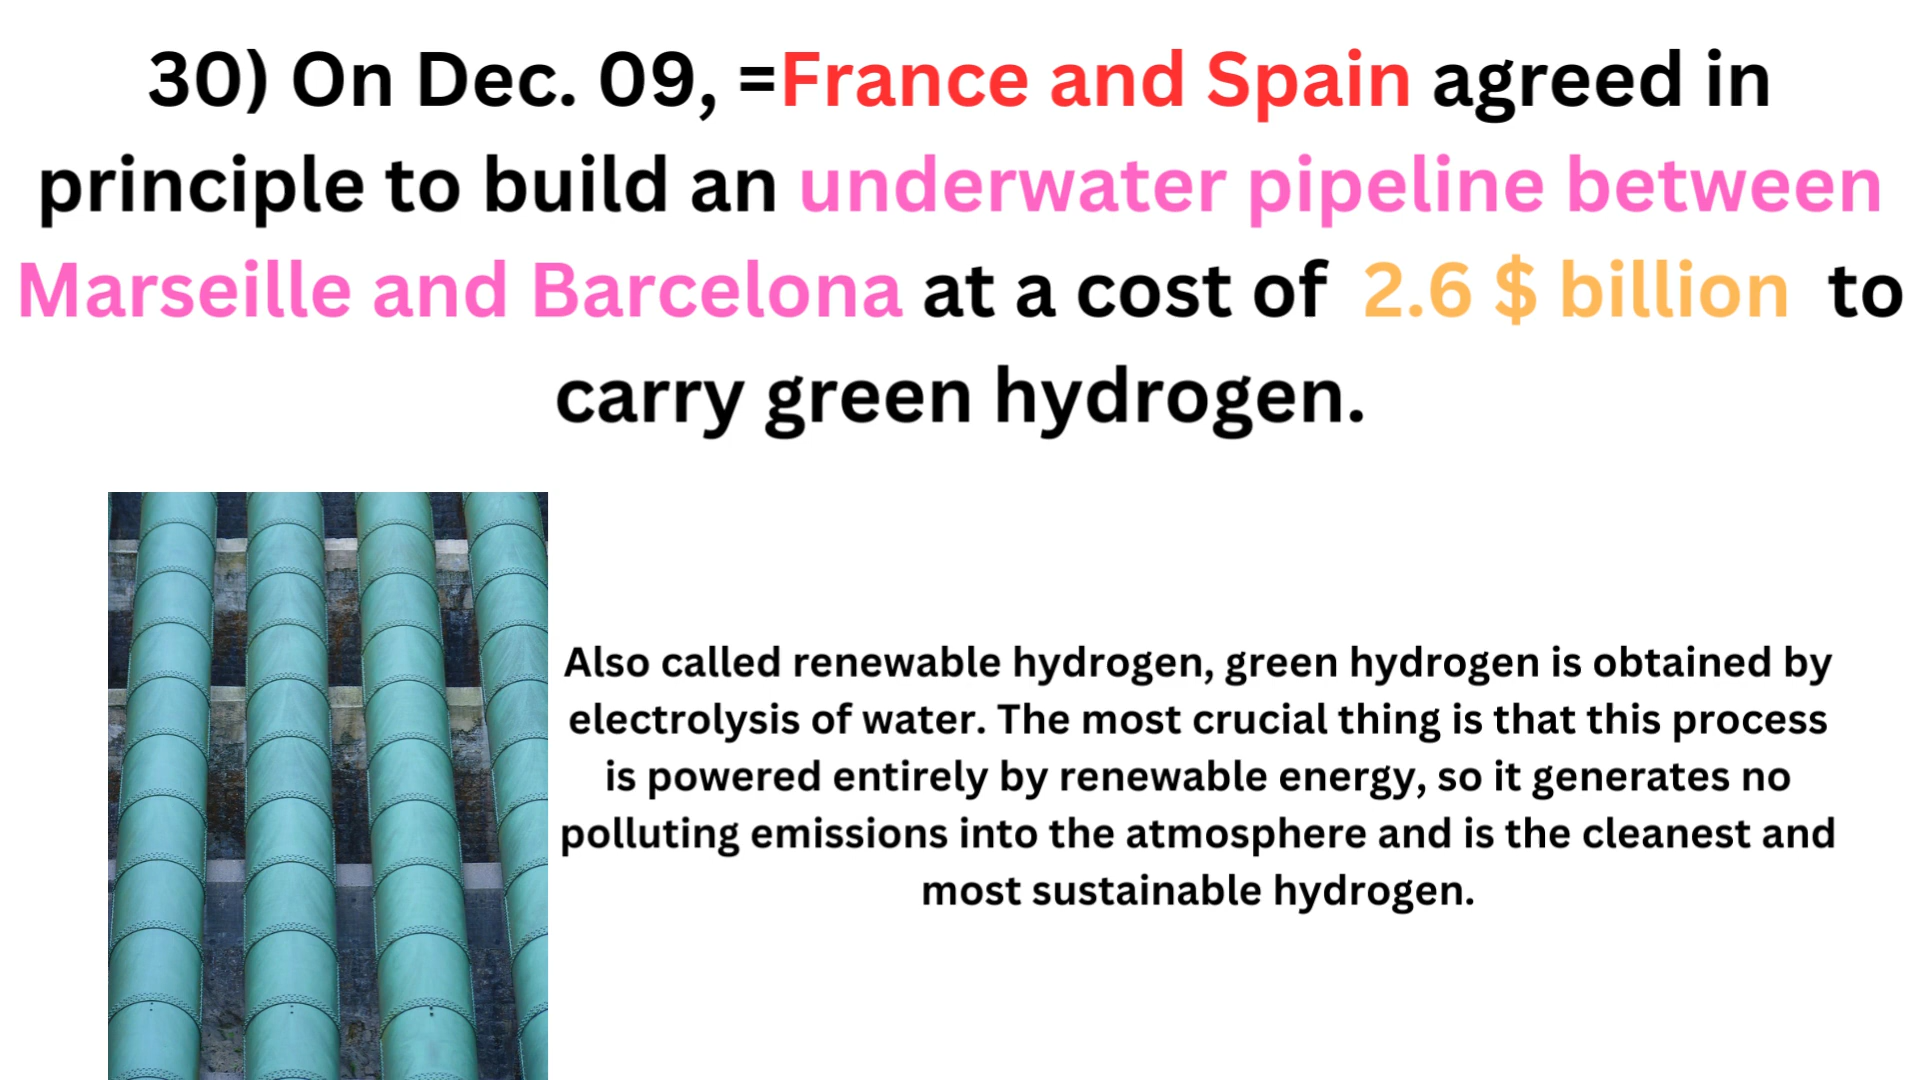 30) On Dec. 09, =France and Spain agreed in
principle to build an underwater pipeline between
Marseille and Barcelona at a cost of 2.6 $ billion to
carry green hydrogen.
Also called renewable hydrogen, green hydrogen is obtained by
electrolysis of water. The most crucial thing is that this process
is powered entirely by renewable energy, so it generates no
polluting emissions into the atmosphere and is the cleanest and
most sustainable hydrogen.